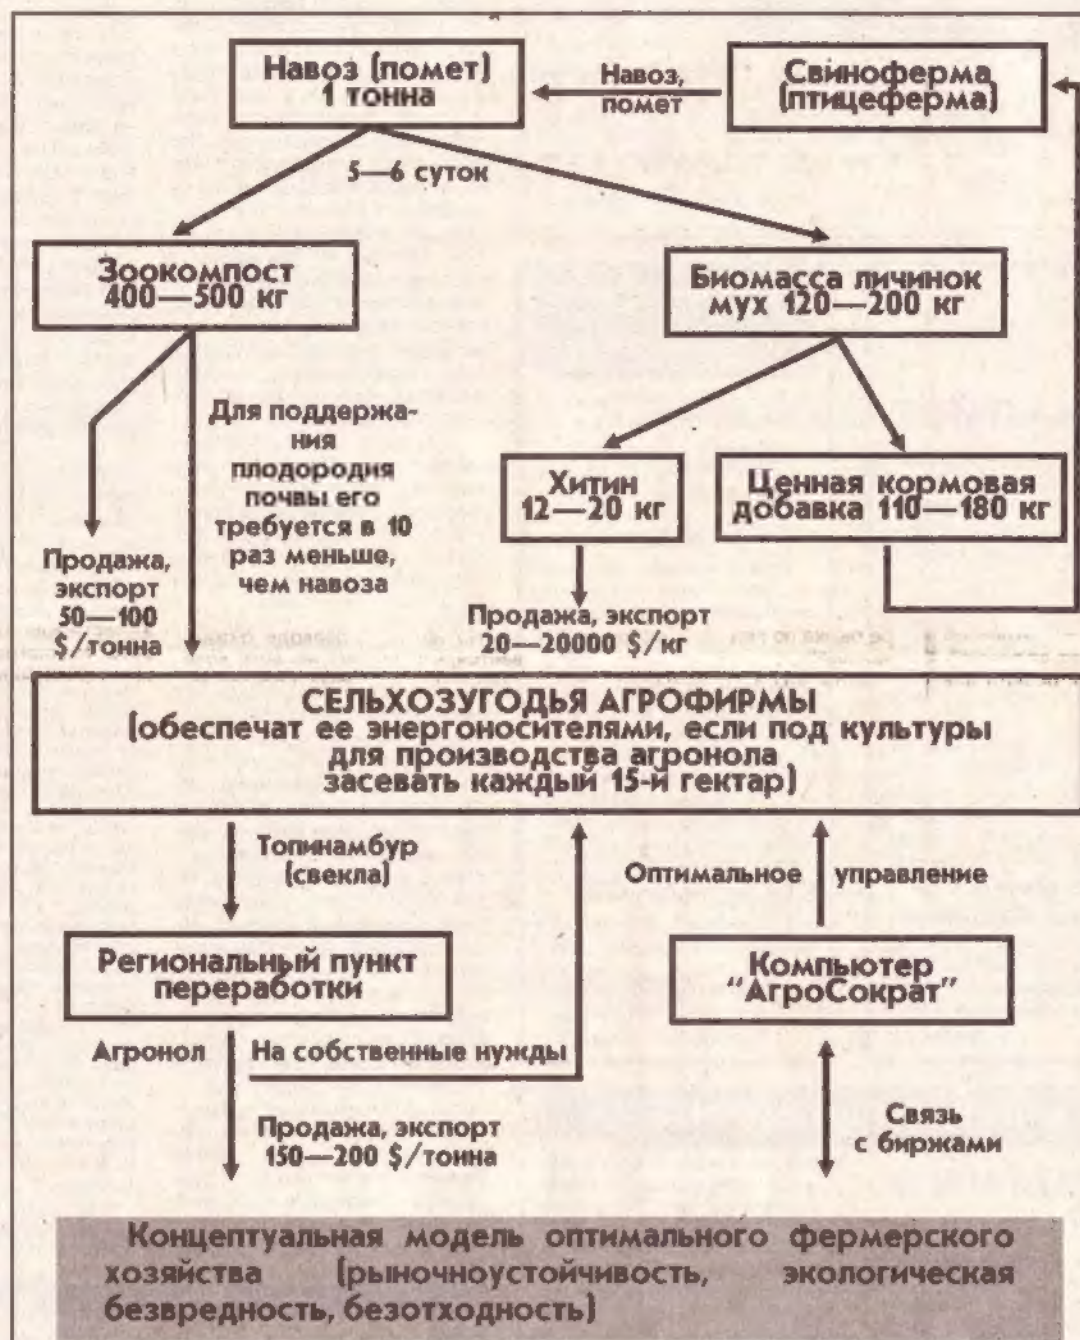 Навоз (помет)
1 тонна
Навоз,
помет
Свиноферма
(птицеферма)
5—6 суток
Зоокомпост
400—500 кг
Биомасса личинок
мух 120—200 кг
Для поддержа-
ния
плодородия
почвы его
требуется в 10
раз меньше,
чем навоза
Хитин
12—20 кг
Ценная кормовая
добавка 110—180 кг
Продажа,
экспорт
50—100
$/тонна
Продажа, экспорт
20—20000 $/кг
СЕЛЬХОЗУГОДЬЯ АГРОФИРМЫ
(обеспечат ее энергоносителями, если под культуры
для производства агронола
засевать каждый 15-й гектар)
Топинамбур
(свекла)
Оптимальное управление
Региональный пункт
переработки
Компьютер
"АгроСократ"
Агронол
На собственные нужды
Продажа, экспорт
150—200 $/тонна
Связь
с биржами
Концептуальная модель оптимального фермерского
хозяйства (рыночноустойчивость, экологическая
безвредность, безотходность)